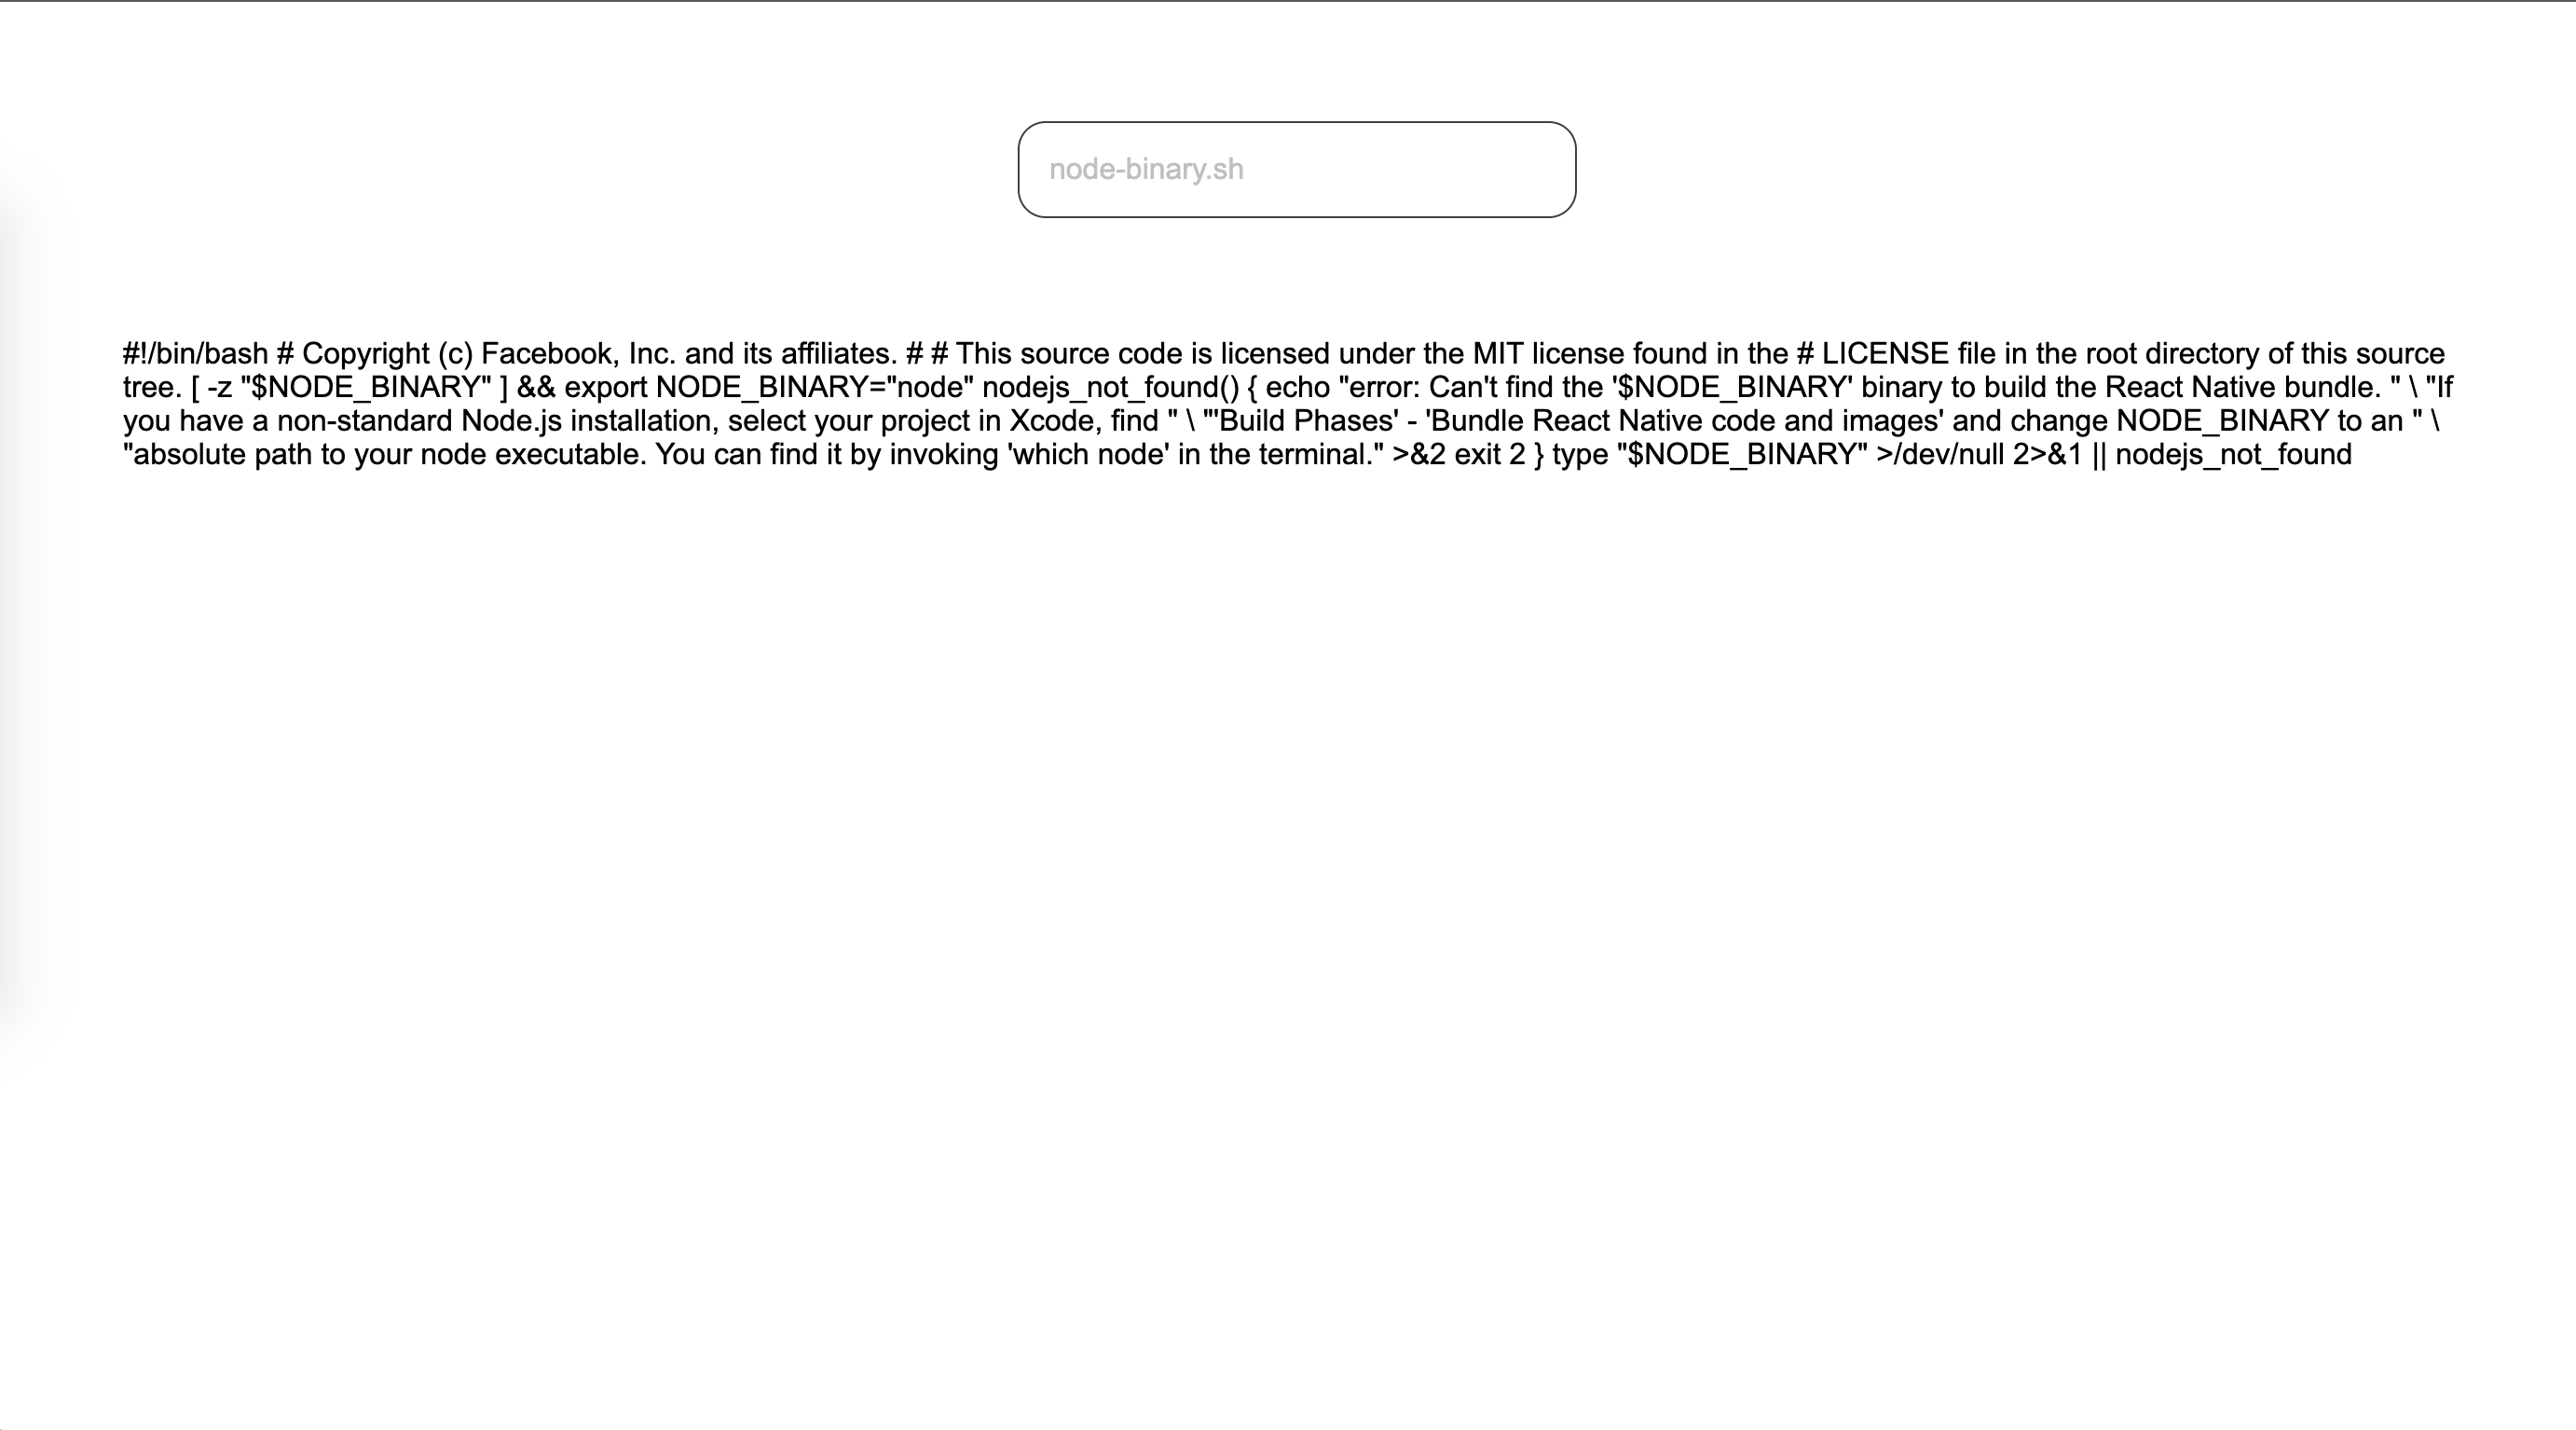 node-binary.sh
#!/bin/bash # Copyright (c) Facebook, Inc. and its affiliates. # # This source code is licensed under the MIT license found in the # LICENSE file in the root directory of this source
tree. [ -z "$NODE_BINARY" ] && export NODE_BINARY="node" nodejs_not_found() { echo "error: Can't find the '$NODE_BINARY' binary to build the React Native bundle. " \ "If
you have a non-standard Node.js installation, select your project in Xcode, find " \ "'Build Phases' - 'Bundle React Native code and images' and change NODE_BINARY to an " \
"absolute path to your node executable. You can find it by invoking 'which node' in the terminal." >&2 exit 2 } type "$NODE_BINARY" >/dev/null 2>&1 || nodejs_not_found